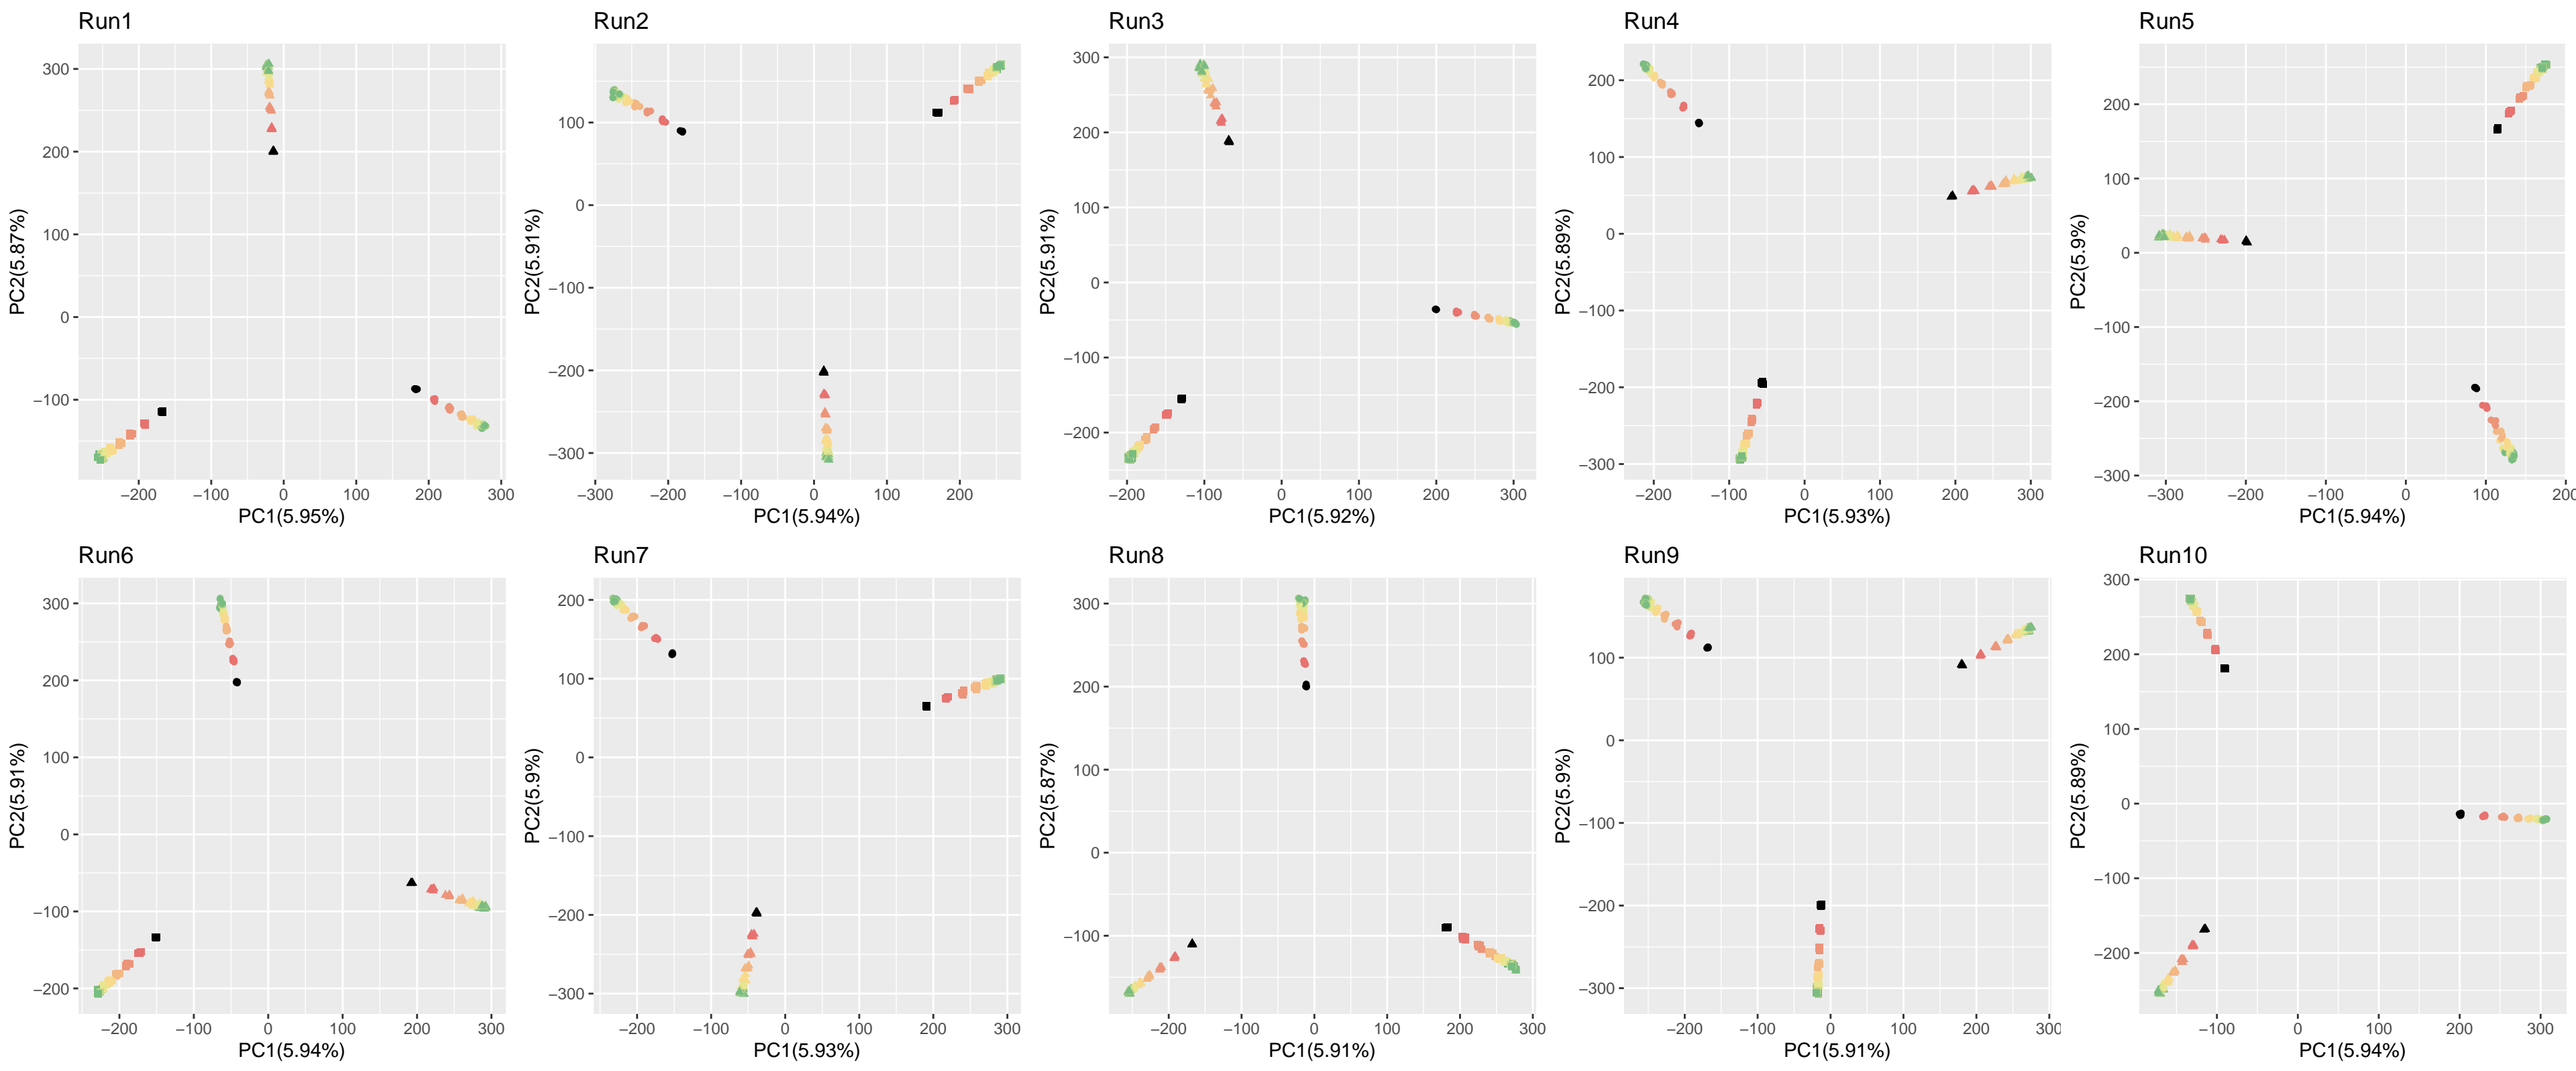 Run1
300
200
100
0
−100
PC2(5.87%)
−200 −100 0 100 200 300
PC1(5.95%)
Run2
100
0
−100
−200
−300
PC2(5.91%)
−300 −200 −100 0 100 200
PC1(5.94%)
Run3
300
200
100
0
−100
−200
PC2(5.91%)
−200 −100 0 100 200 300
PC1(5.92%)
Run4
200
100
0
−100
−200
−300
PC2(5.89%)
−200 −100 0 100 200 300
PC1(5.93%)
Run5
200
100
0
−100
−200
−300
PC2(5.9%)
−300 −200 −100 0 100 200
PC1(5.94%)
Run6
300
200
100
0
−100
−200
PC2(5.91%)
−200 −100 0 100 200 300
PC1(5.94%)
Run7
200
100
0
−100
−200
−300
PC2(5.9%)
−200 −100 0 100 200 300
PC1(5.93%)
Run8
300
200
100
0
−100
PC2(5.87%)
−200 −100 0 100 200 300
PC1(5.91%)
Run9
100
0
−100
−200
−300
PC2(5.9%)
−200 −100 0 100 200 300
PC1(5.91%)
Run10
300
200
100
0
−100
−200
PC2(5.89%)
−100 0 100 200 300
PC1(5.94%)